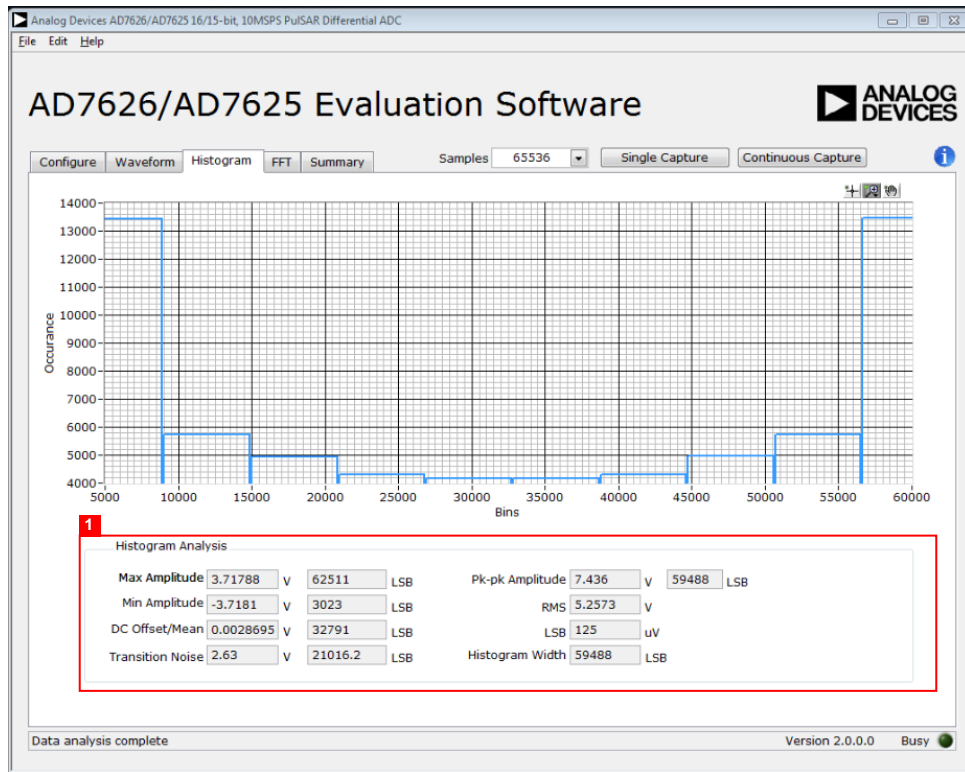 Analog Devices AD7626/AD7625 16/15-bit, 10MSPS PulSAR Differential ADC
File Edit Help
AD7626/AD7625 Evaluation Software
ANALOG DEVICES
Configure Waveform Histogram FFT Summary Samples 65536 Single Capture Continuous Capture i
14000
13000
12000
11000
10000
9000
8000
7000
6000
5000
4000
Occurance
5000 10000 15000 20000 25000 30000 35000 40000 45000 50000 55000 60000
Bins
1
Histogram Analysis
Max Amplitude 3.71788 V 62511 LSB Pk-pk Amplitude 7.436 V 59488 LSB
Min Amplitude -3.7181 V 3023 LSB RMS 5.2573 V
DC Offset/Mean 0.0028695 V 32791 LSB LSB 125 uV
Transition Noise 2.63 V 21016.2 LSB Histogram Width 59488 LSB
Data analysis complete Version 2.0.0.0 Busy